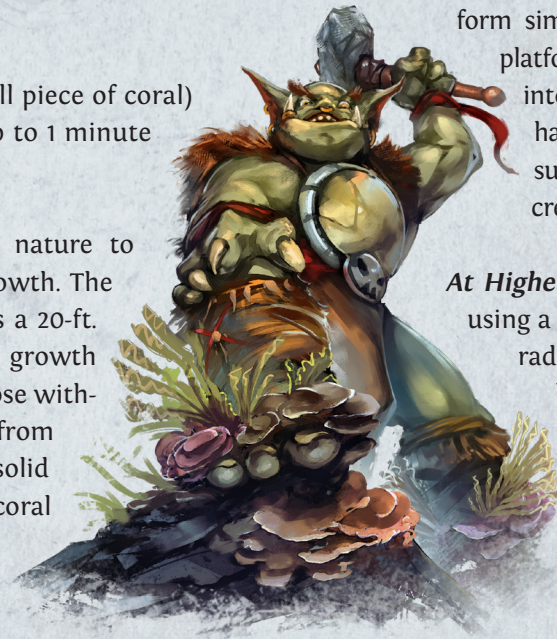 ll piece of coral)
p to 1 minute
nature to
owth. The
s a 20-ft.
growth
ose with-
from
solid
coral
form sim
platfo
inte
ha
su
cro
At Highe
using a
rad